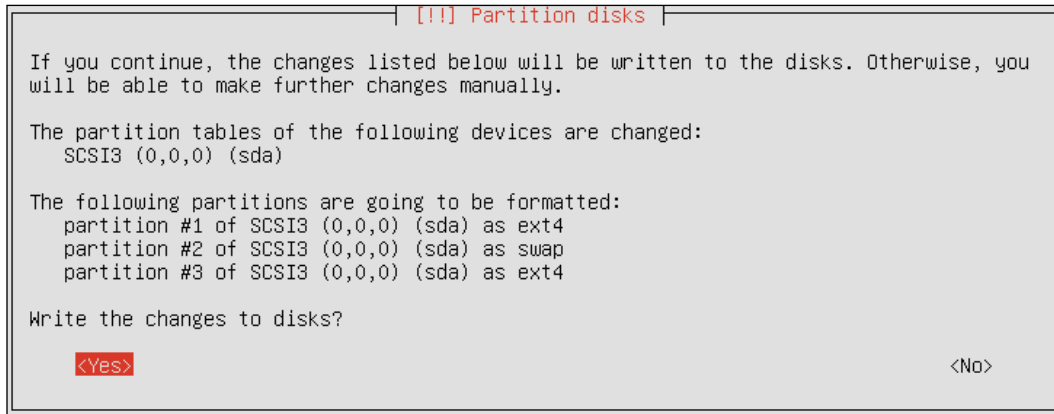 [!!] Partition disks
If you continue, the changes listed below will be written to the disks. Otherwise, you
will be able to make further changes manually.
The partition tables of the following devices are changed:
SCSI3 (0,0,0) (sda)
The following partitions are going to be formatted:
partition #1 of SCSI3 (0,0,0) (sda) as ext4
partition #2 of SCSI3 (0,0,0) (sda) as swap
partition #3 of SCSI3 (0,0,0) (sda) as ext4
Write the changes to disks?
<Yes> <No>